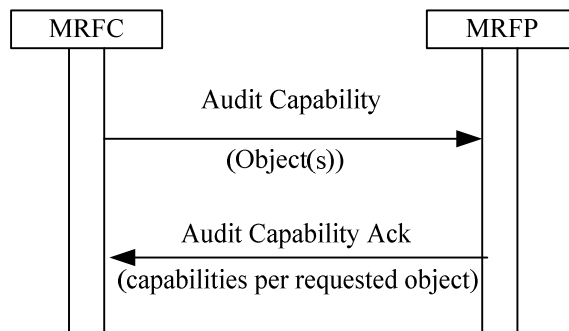 MRFC
MRFP
Audit Capability
(Object(s))
Audit Capability Ack
(capabilities per requested object)